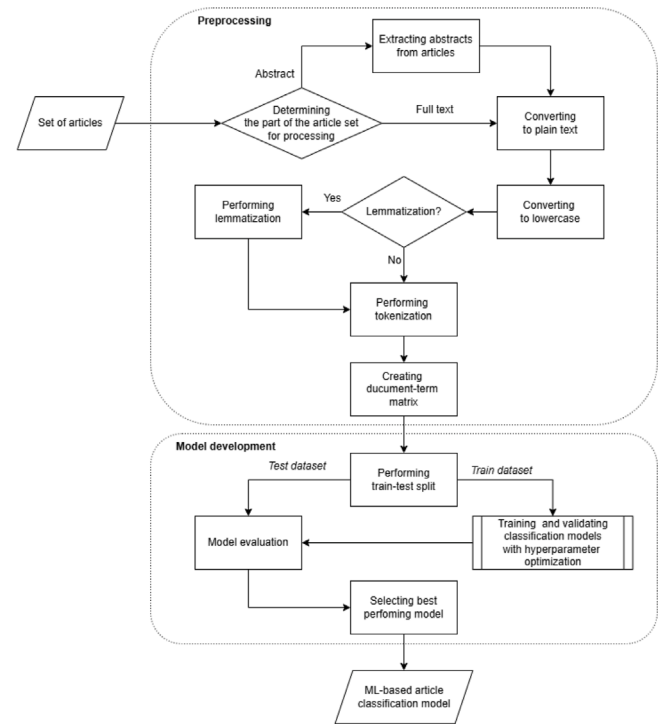 Preprocessing
Extracting abstracts
from articles
Abstract
Set of articles
Determining
the part of the article set
for processing
Full text
Converting
to plain text
Performing
lemmatization
Yes
Lemmatization?
Converting
to lowercase
No
Performing
tokenization
Creating
ducument-term
matrix
Model development
Test dataset
Performing
train-test split
Train dataset
Model evaluation
Training and validating
classification models
with hyperparameter
optimization
Selecting best
perfoming model
ML-based article
classification model